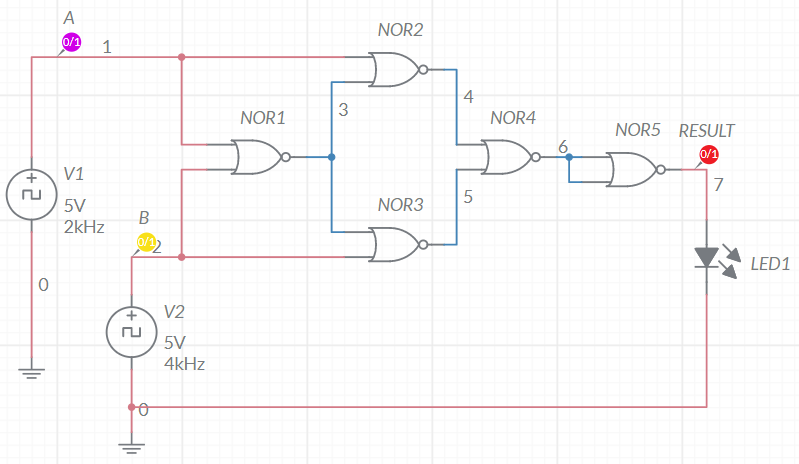 A
0/1
1
NOR2
NOR1
3
4
NOR4
6
NOR5
RESULT
0/1
7
V1
5V
2kHz
NOR3
5
B
0/1
2
0
V2
5V
4kHz
LED1
0